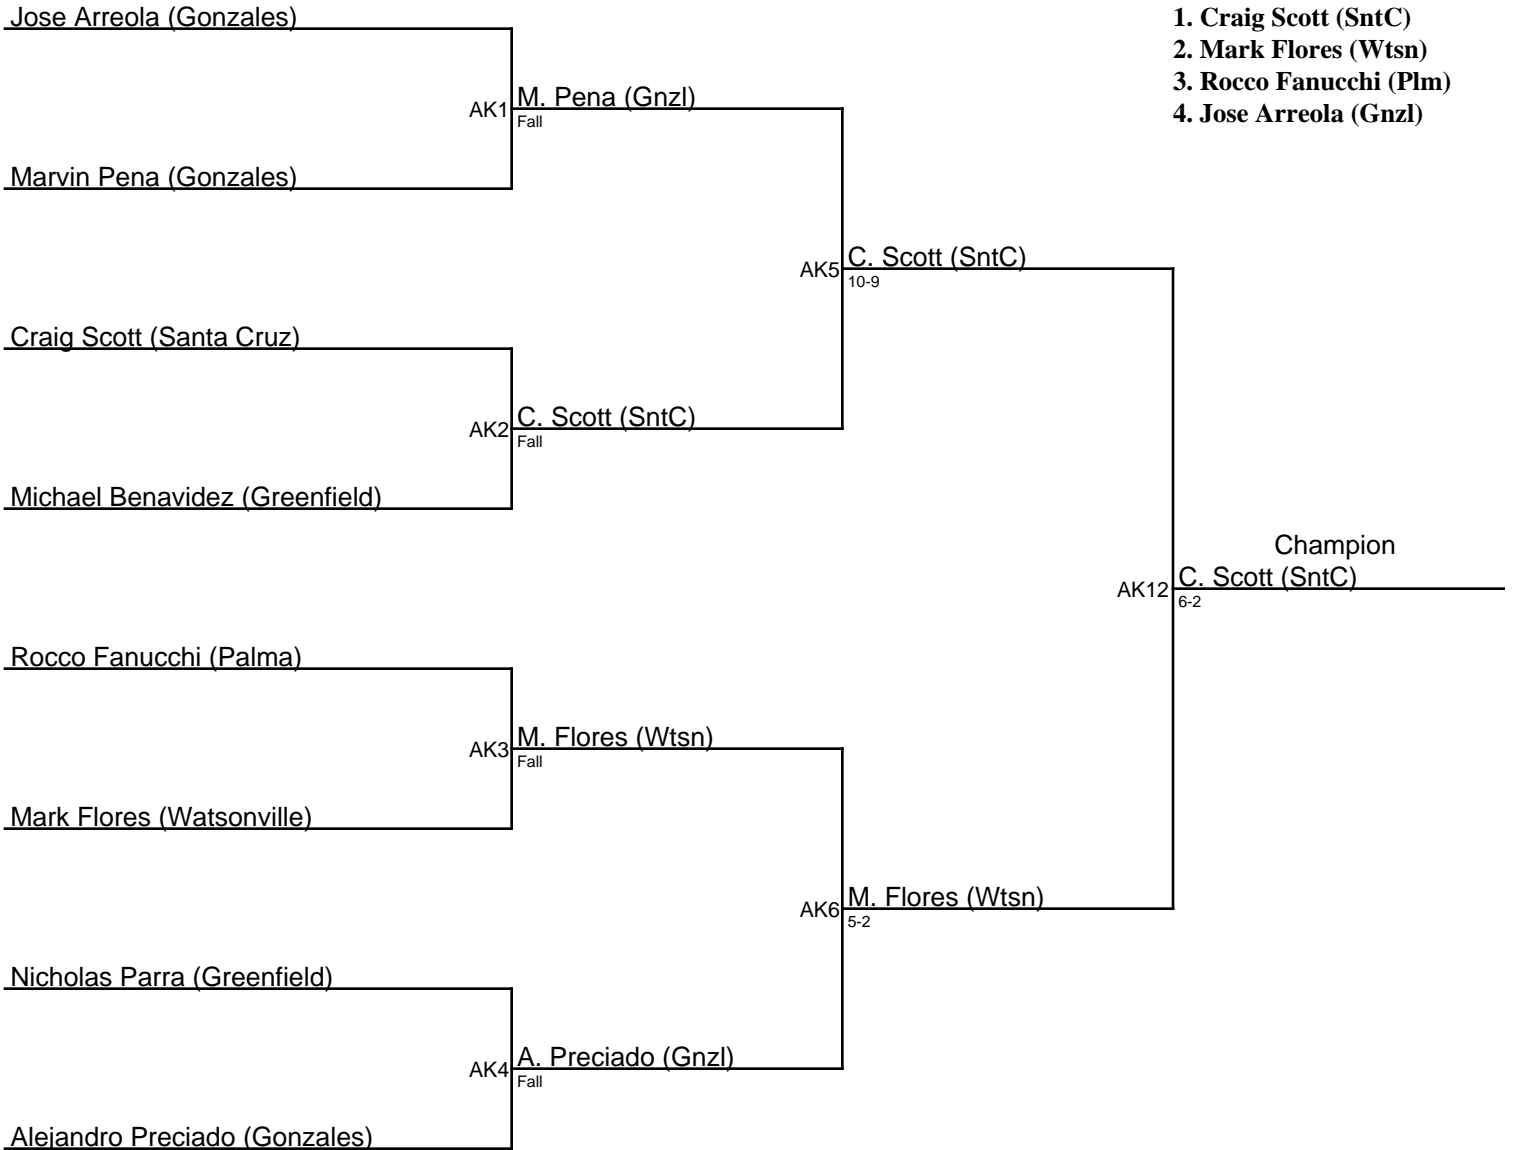 Jose Arreola (Gonzales)
1. Craig Scott (SntC)
2. Mark Flores (Wtsn)
3. Rocco Fanucchi (Plm)
4. Jose Arreola (Gnzl)
AK1
M. Pena (Gnzl)
Fall
Marvin Pena (Gonzales)
AK5
C. Scott (SntC)
10-9
Craig Scott (Santa Cruz)
AK2
C. Scott (SntC)
Fall
Michael Benavidez (Greenfield)
Champion
AK12
C. Scott (SntC)
6-2
Rocco Fanucchi (Palma)
AK3
M. Flores (Wtsn)
Fall
Mark Flores (Watsonville)
AK6
M. Flores (Wtsn)
5-2
Nicholas Parra (Greenfield)
AK4
A. Preciado (Gnzl)
Fall
Alejandro Preciado (Gonzales)